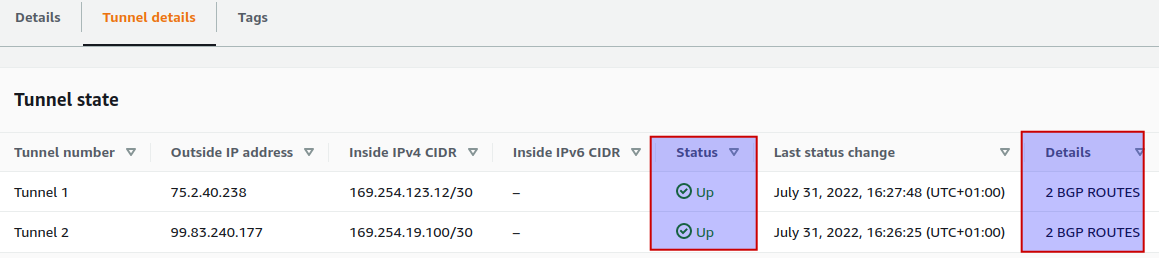 Details Tunnel details Tags
Tunnel state
Tunnel number Outside IP address Inside IPv4 CIDR Inside IPv6 CIDR Status Last status change Details
Tunnel 1 75.2.40.238 169.254.123.12/30 – Up July 31, 2022, 16:27:48 (UTC+01:00) 2 BGP ROUTES
Tunnel 2 99.83.240.177 169.254.19.100/30 – Up July 31, 2022, 16:26:25 (UTC+01:00) 2 BGP ROUTES